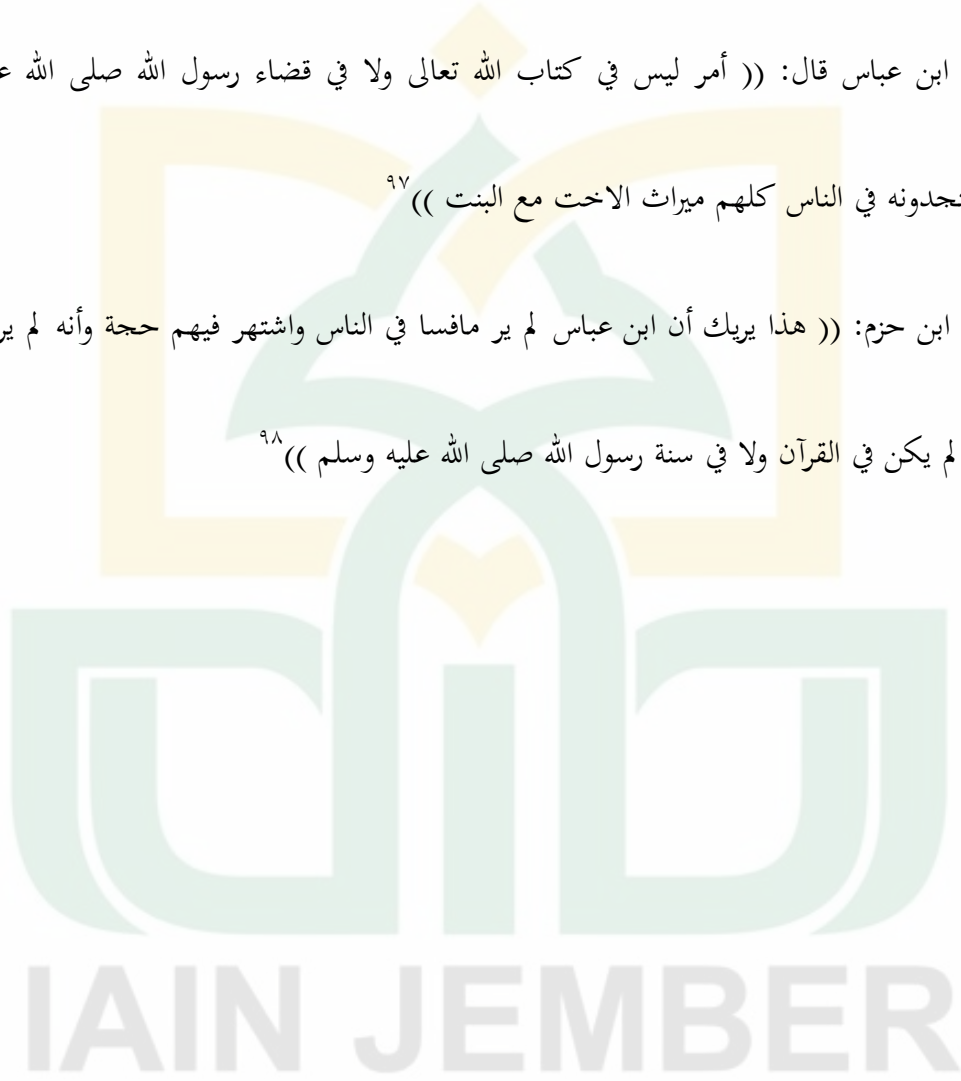 ابن عباس قال: (( أمر ليس في كتاب الله تعالى ولا في قضاء رسول الله صلى الله
تجدونه في الناس كلهم ميراث الاخت مع البنت ))٩٧
ابن حزم: (( هذا يريك أن ابن عباس لم ير مافسا في الناس واشتهر فيهم حجة وأنه لم ير
لم يكن في القرآن ولا في سنة رسول الله صلى الله عليه وسلم ))٩٨
IAIN JEMBER